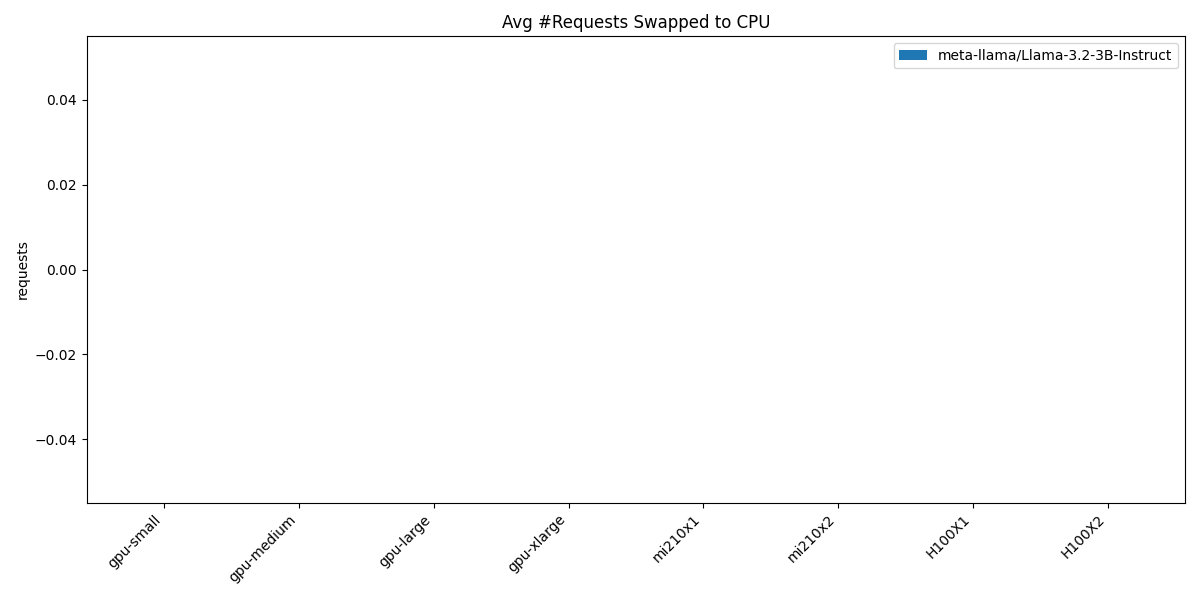 Avg #Requests Swapped to CPU
meta-llama/Llama-3.2-3B-Instruct
requests
0.04
0.02
0.00
−0.02
−0.04
gpu-small
gpu-medium
gpu-large
gpu-xlarge
mi210x1
mi210x2
H100X1
H100X2